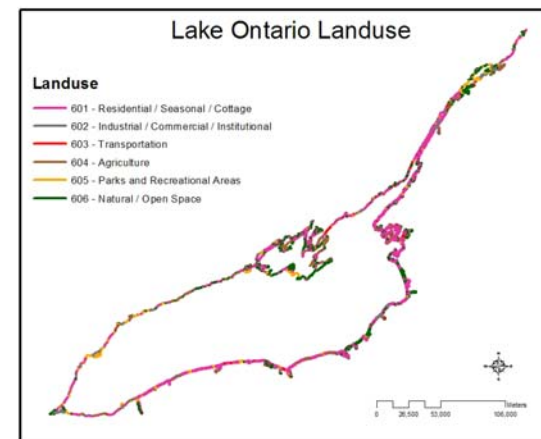 Lake Ontario Landuse
Landuse
601 - Residential / Seasonal / Cottage
602 - Industrial / Commercial / Institutional
603 - Transportation
604 - Agriculture
605 - Parks and Recreational Areas
606 - Natural / Open Space
Meters
0 26,500 53,000 106,000